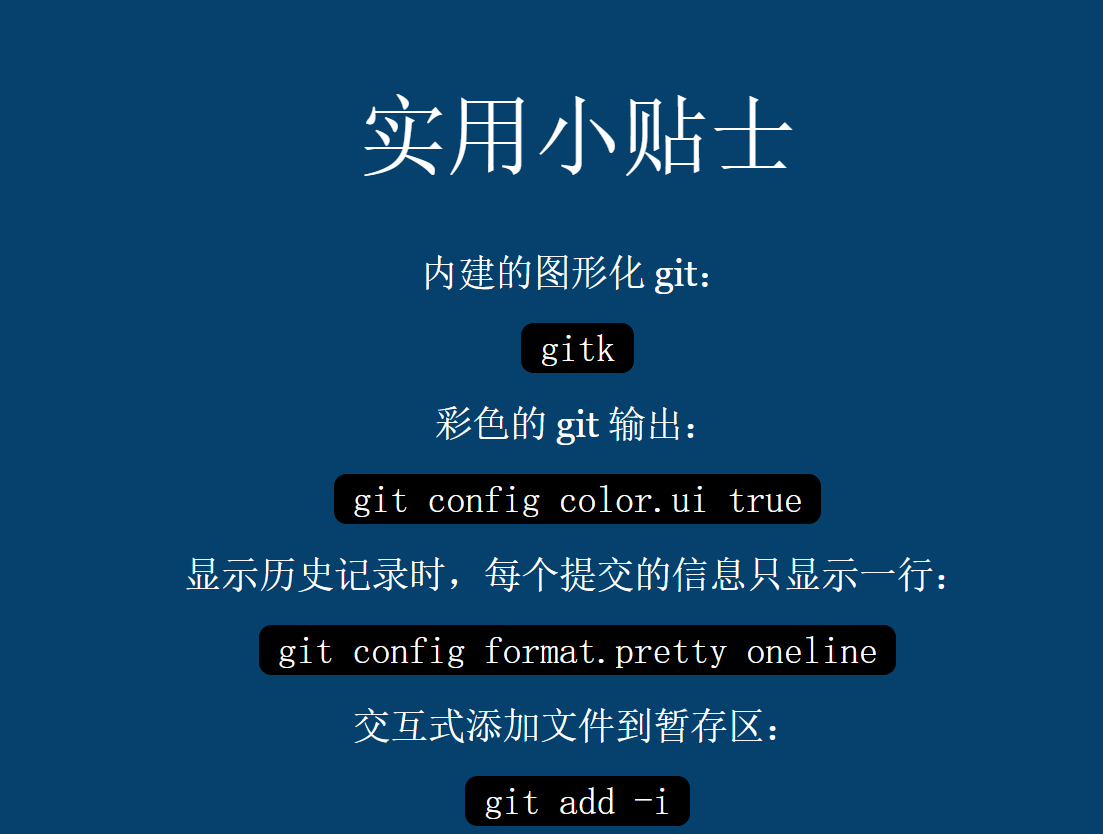 实用小贴士
内建的图形化 git：
gitk
彩色的 git 输出：
git config color.ui true
显示历史记录时，每个提交的信息只显示一行：
git config format.pretty oneline
交互式添加文件到暂存区：
git add -i